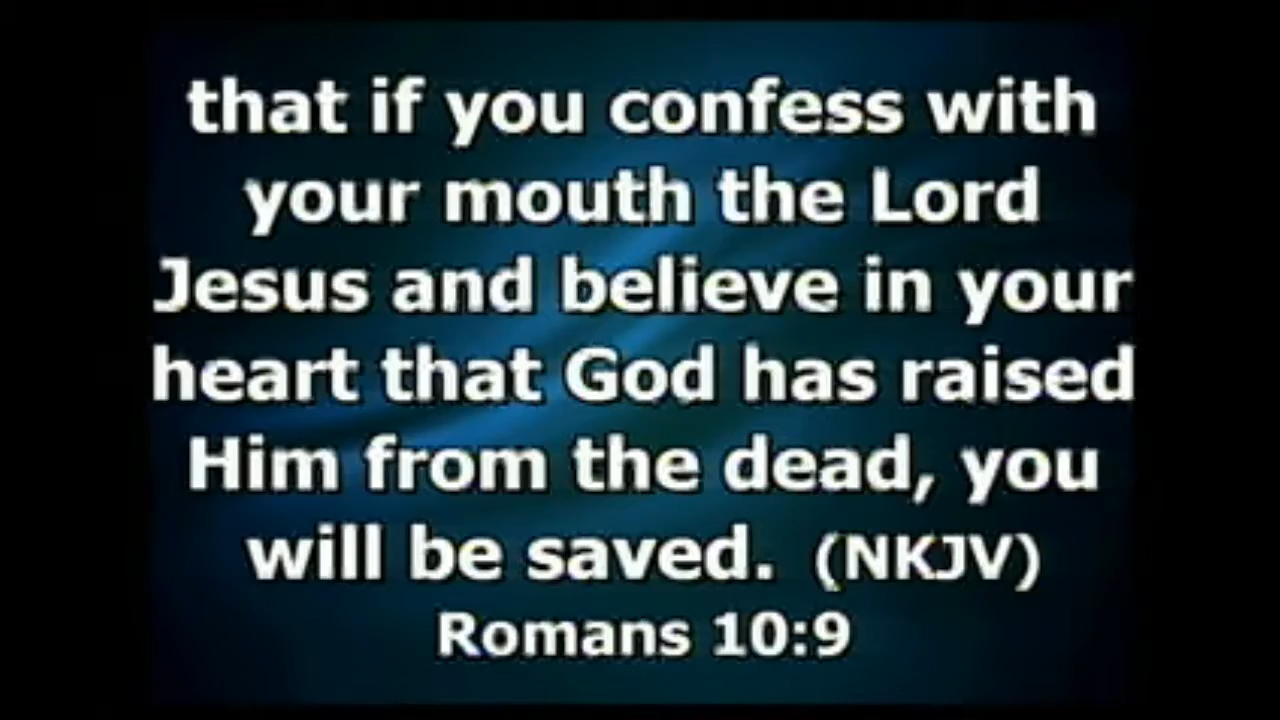 that if you confess with
your mouth the Lord
Jesus and believe in your
heart that God has raised
Him from the dead, you
will be saved. (NKJV)
Romans 10:9